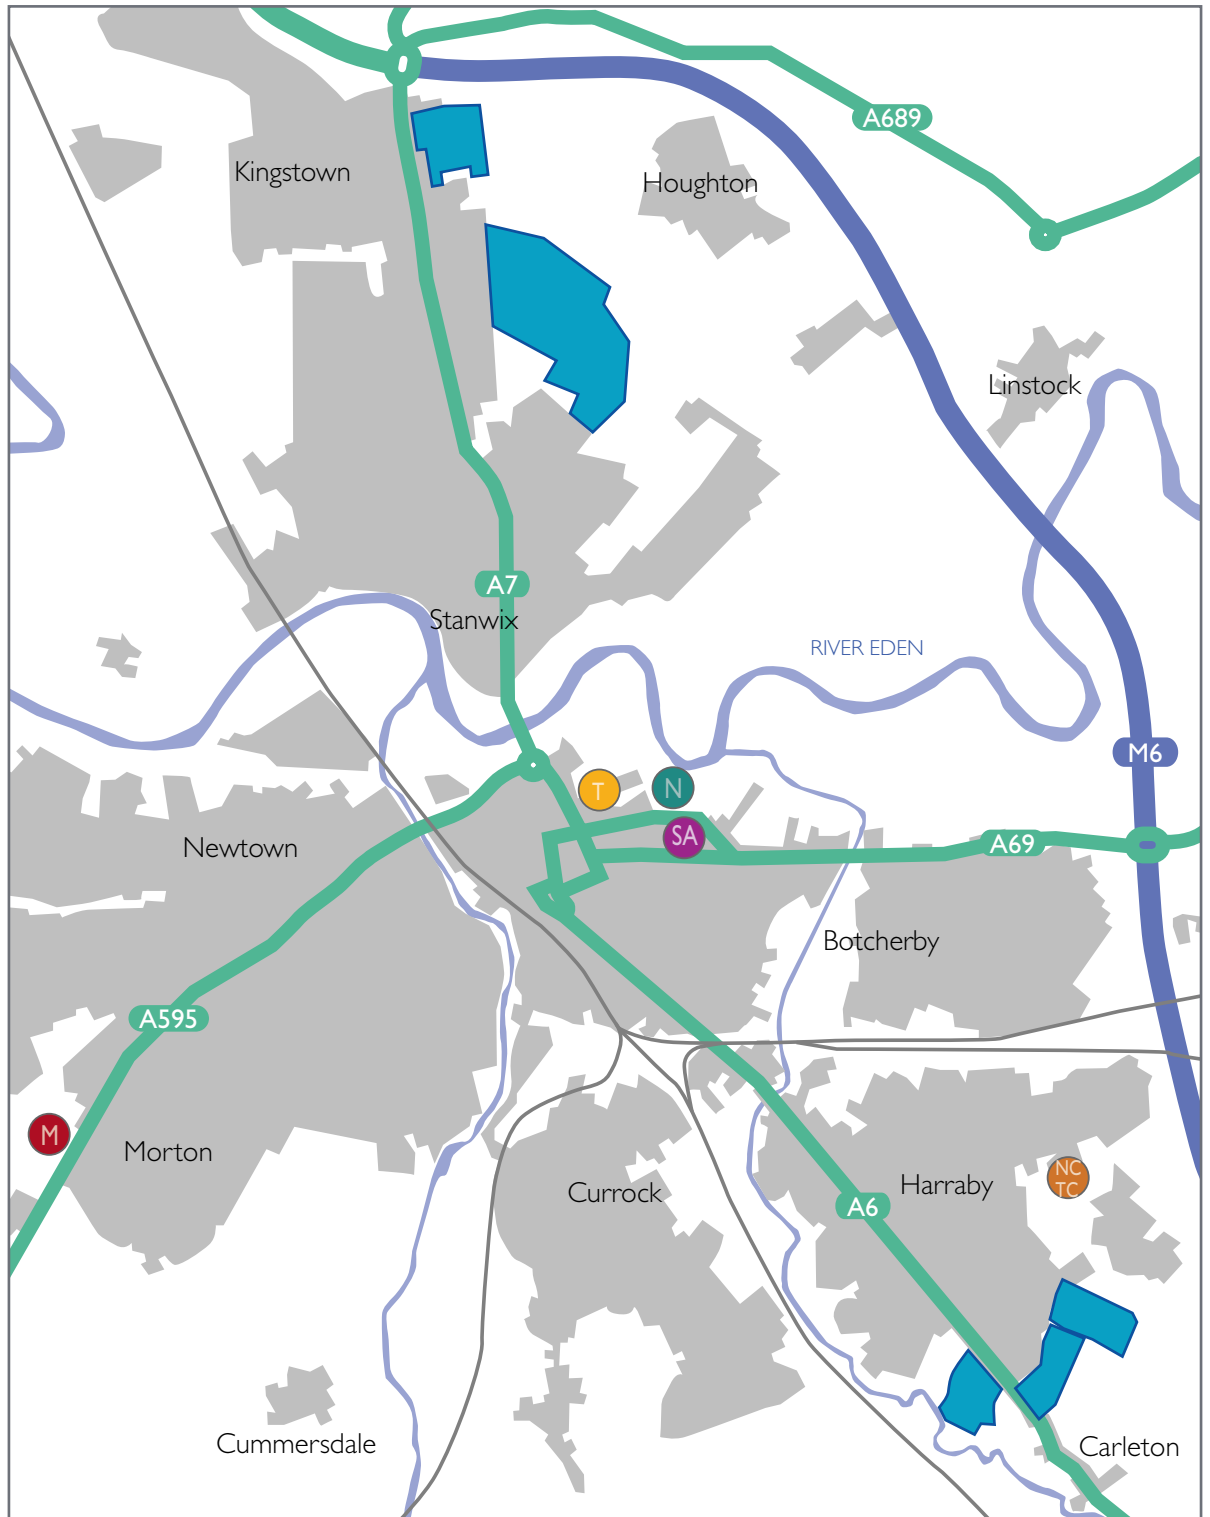 A689
Kingstown
Houghton
Linstock
A7
Stanwix
RIVER EDEN
M6
T
N
SA
A69
Newtown
Botcherby
A595
M
Morton
NC
TC
Harraby
Currock
A6
Cummersdale
Carleton